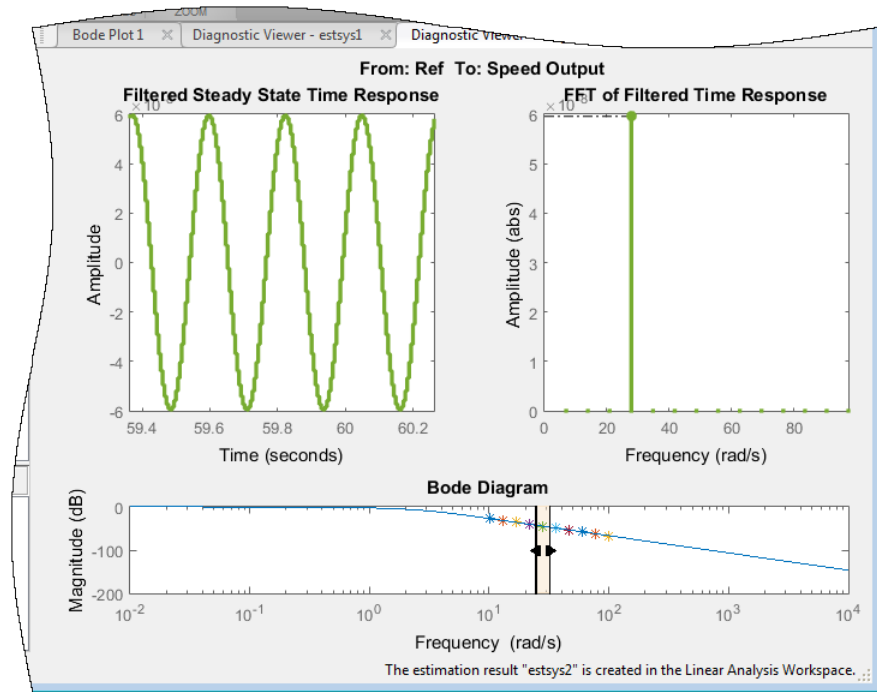 ZOOM
Bode Plot 1
Diagnostic Viewer - estsys1
Diagnostic Viewer
From: Ref To: Speed Output
Filtered Steady State Time Response
FFT of Filtered Time Response
6
4
2
0
-2
-4
-6
Amplitude
59.4 59.6 59.8 60 60.2
Time (seconds)
6
5
4
3
2
1
0
Amplitude (abs)
0 20 40 60 80
Frequency (rad/s)
Bode Diagram
0
-100
-200
Magnitude (dB)
10^-2 10^-1 10^0 10^1 10^2 10^3 10^4
Frequency (rad/s)
The estimation result "estsys2" is created in the Linear Analysis Workspace.